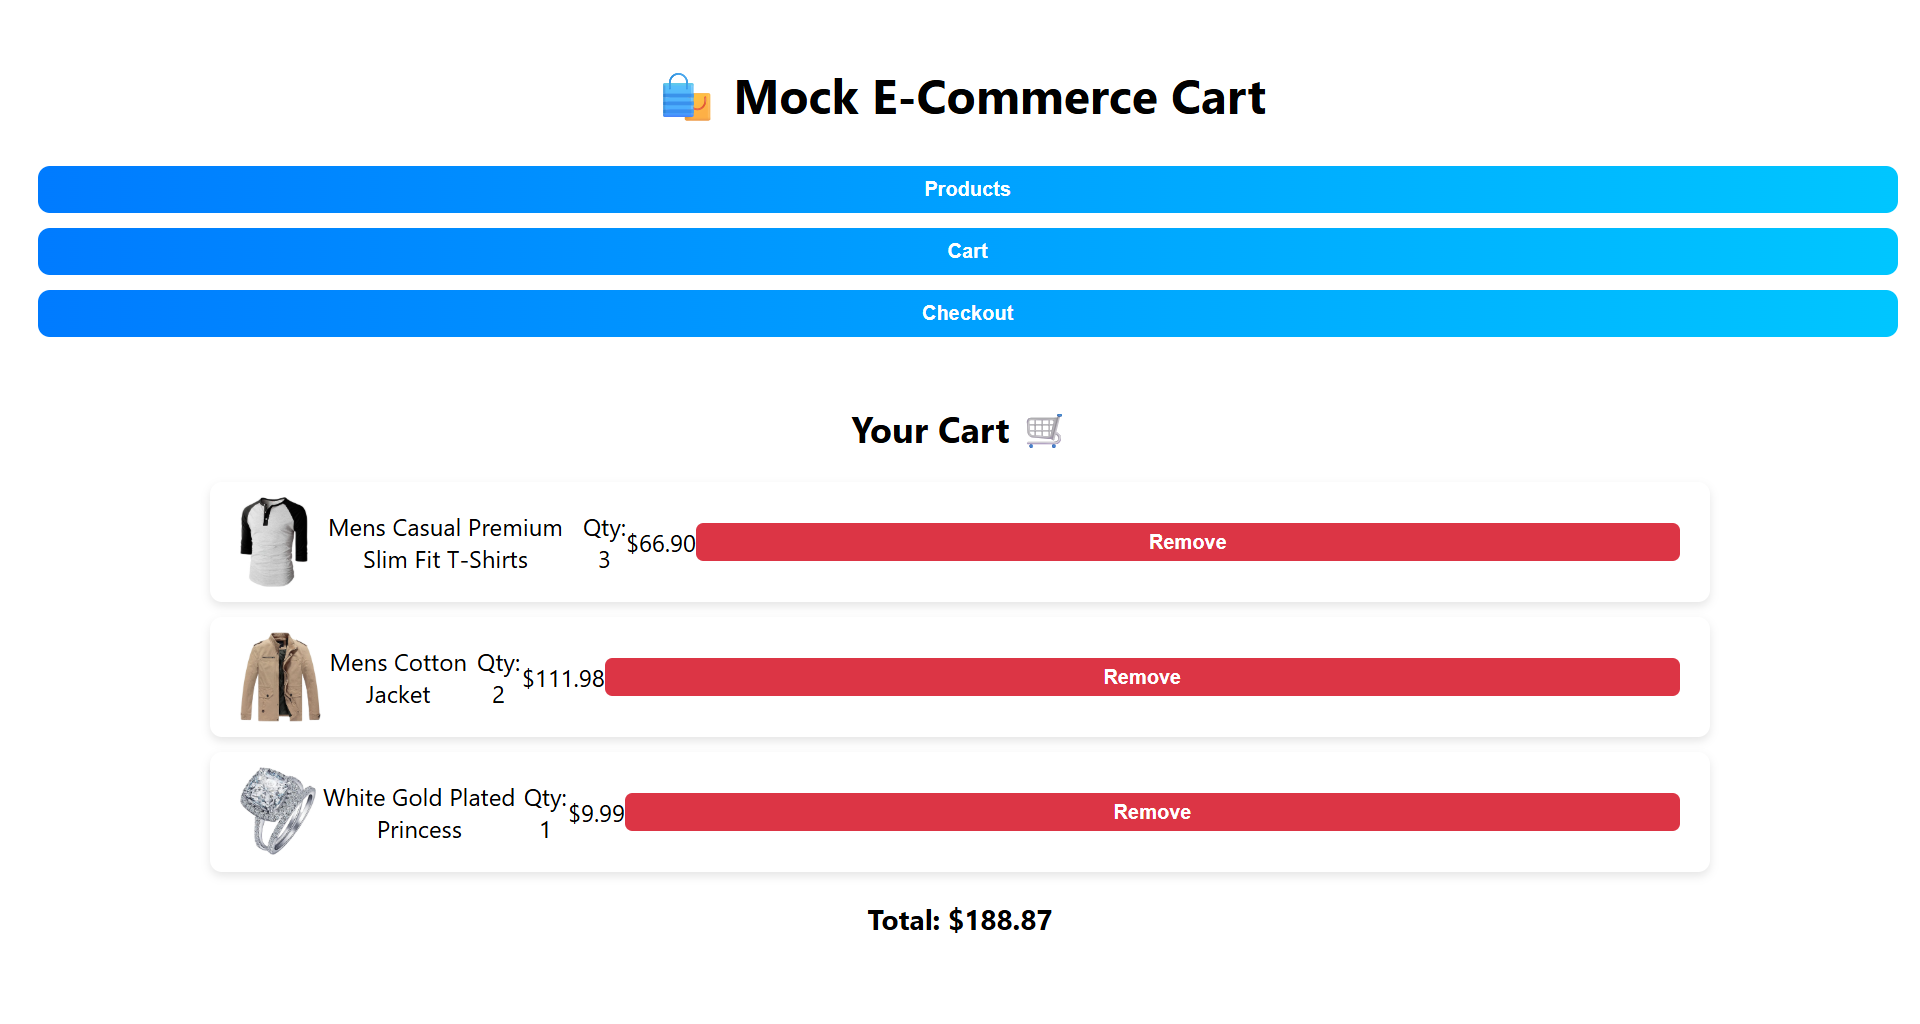 🛍️ Mock E-Commerce Cart
Products
Cart
Checkout
Your Cart 🛒
Mens Casual Premium
Slim Fit T-Shirts
Qty:
3
$66.90
Remove
Mens Cotton
Jacket
Qty:
2
$111.98
Remove
White Gold Plated
Princess
Qty:
1
$9.99
Remove
Total: $188.87